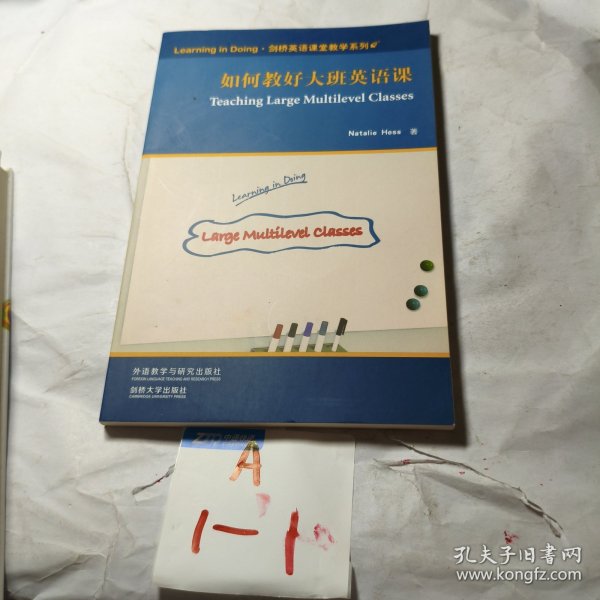 Learning in Doing · 剑桥英语课堂教学系列
如何教好大班英语课
Teaching Large Multilevel Classes
Natalie Hess 著
Learning in Doing
Large Multilevel Classes
外语教学与研究出版社
FOREIGN LANGUAGE TEACHING AND RESEARCH PRESS
剑桥大学出版社
CAMBRIDGE UNIVERSITY PRESS
A
1-1
孔夫子旧书网
www.kongfz.com